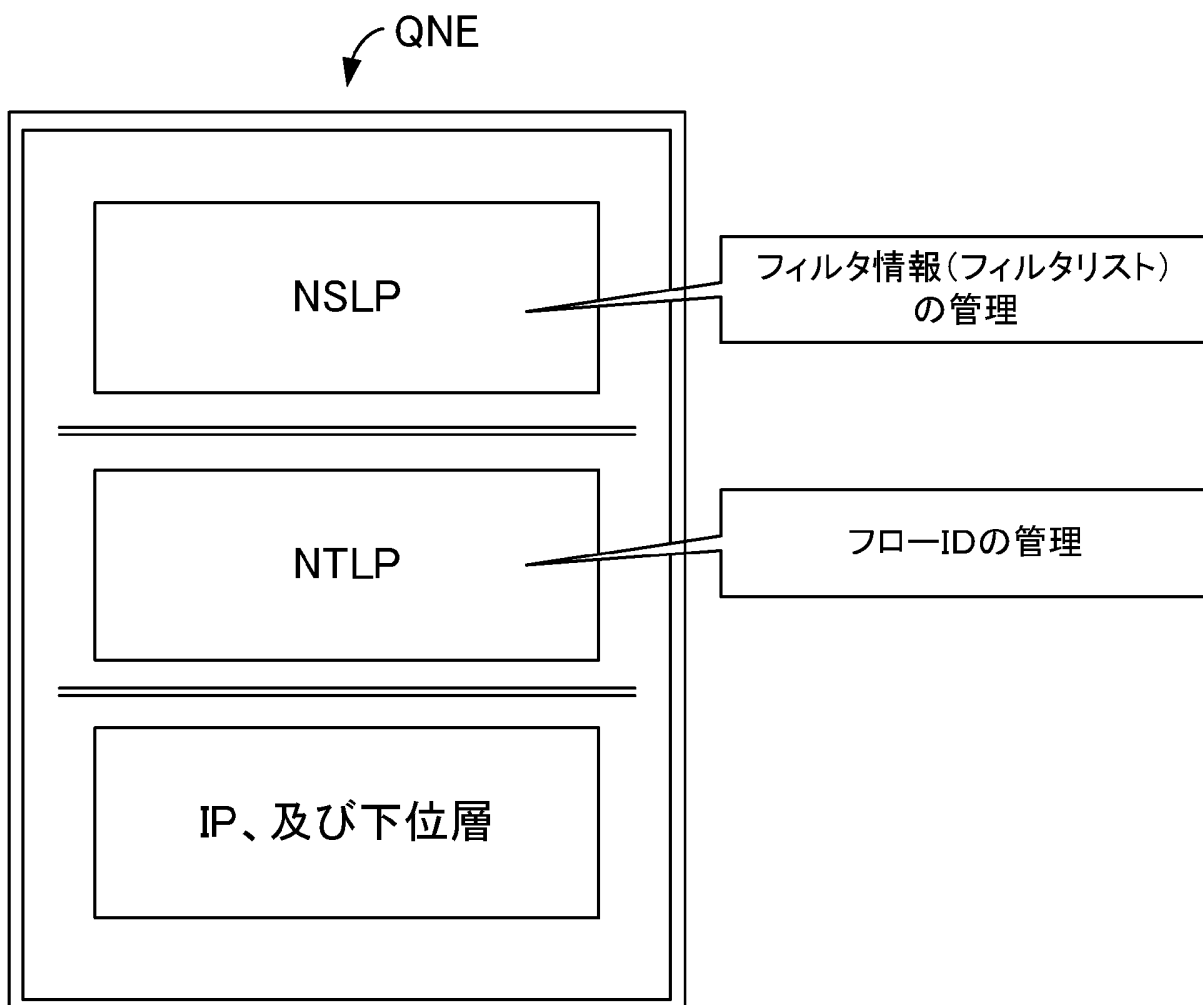 QNE
NSLP
フィルタ情報(フィルタリスト)
の管理
NTLP
フローIDの管理
IP、及び下位層